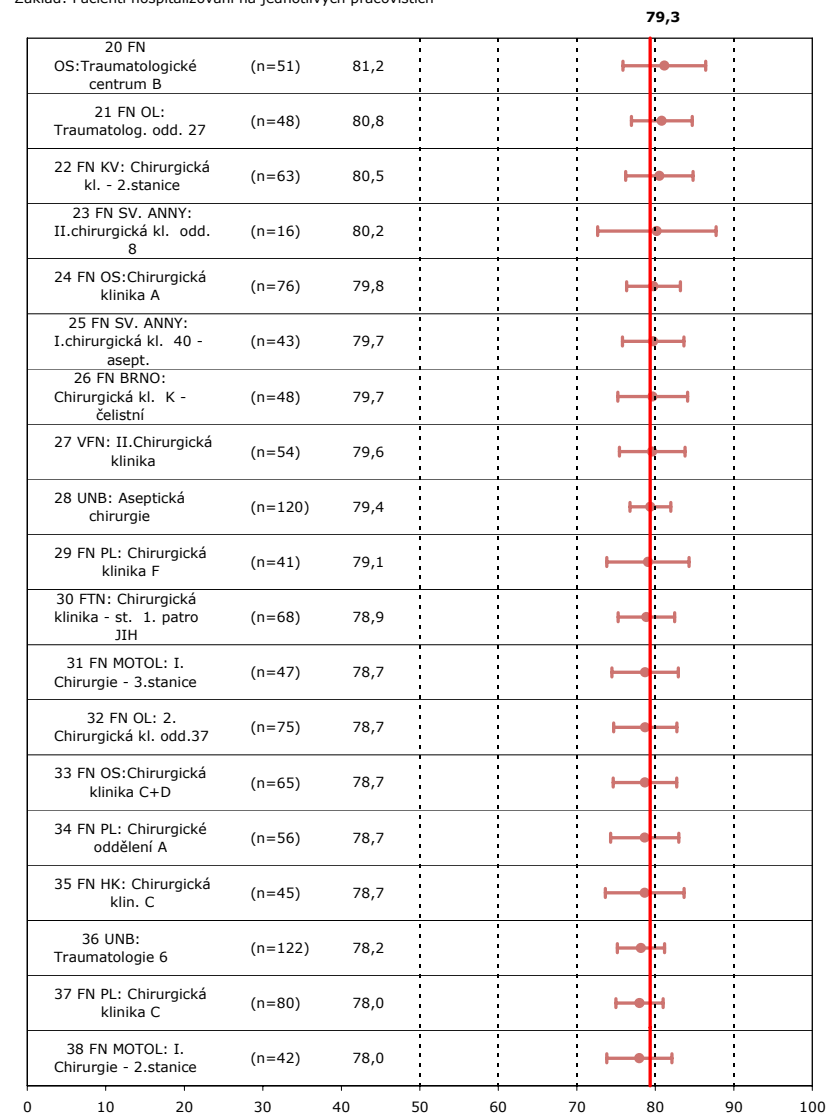 Základ: Pacienti hospitalizovaní na jednotlivých pracovištích
79,3
20 FN
OS:Traumatologické
centrum B
(n=51) 81,2
21 FN OL:
Traumatolog. odd. 27
(n=48) 80,8
22 FN KV: Chirurgická
kl. - 2.stanice
(n=63) 80,5
23 FN SV. ANNY:
II.chirurgická kl. odd.
8
(n=16) 80,2
24 FN OS:Chirurgická
klinika A
(n=76) 79,8
25 FN SV. ANNY:
I.chirurgická kl. 40 -
asept.
(n=43) 79,7
26 FN BRNO:
Chirurgická kl. K -
čelistní
(n=48) 79,7
27 VFN: II.Chirurgická
klinika
(n=54) 79,6
28 UNB: Aseptická
chirurgie
(n=120) 79,4
29 FN PL: Chirurgická
klinika F
(n=41) 79,1
30 FTN: Chirurgická
klinika - st. 1. patro
JIH
(n=68) 78,9
31 FN MOTOL: I.
Chirurgie - 3.stanice
(n=47) 78,7
32 FN OL: 2.
Chirurgická kl. odd.37
(n=75) 78,7
33 FN OS:Chirurgická
klinika C+D
(n=65) 78,7
34 FN PL: Chirurgické
oddělení A
(n=56) 78,7
35 FN HK: Chirurgická
klin. C
(n=45) 78,7
36 UNB:
Traumatologie 6
(n=122) 78,2
37 FN PL: Chirurgická
klinika C
(n=80) 78,0
38 FN MOTOL: I.
Chirurgie - 2.stanice
(n=42) 78,0
0 10 20 30 40 50 60 70 80 90 100